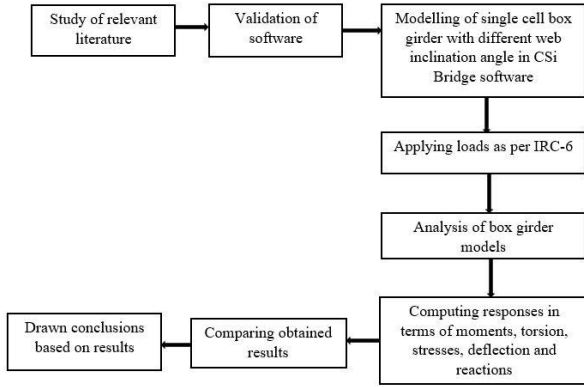 Study of relevant
literature
Validation of
software
Modelling of single cell box
girder with different web
inclination angle in CSi
Bridge software
Applying loads as per IRC-6
Analysis of box girder
models
Computing responses in
terms of moments, torsion,
stresses, deflection and
reactions
Comparing obtained
results
Drawn conclusions
based on results